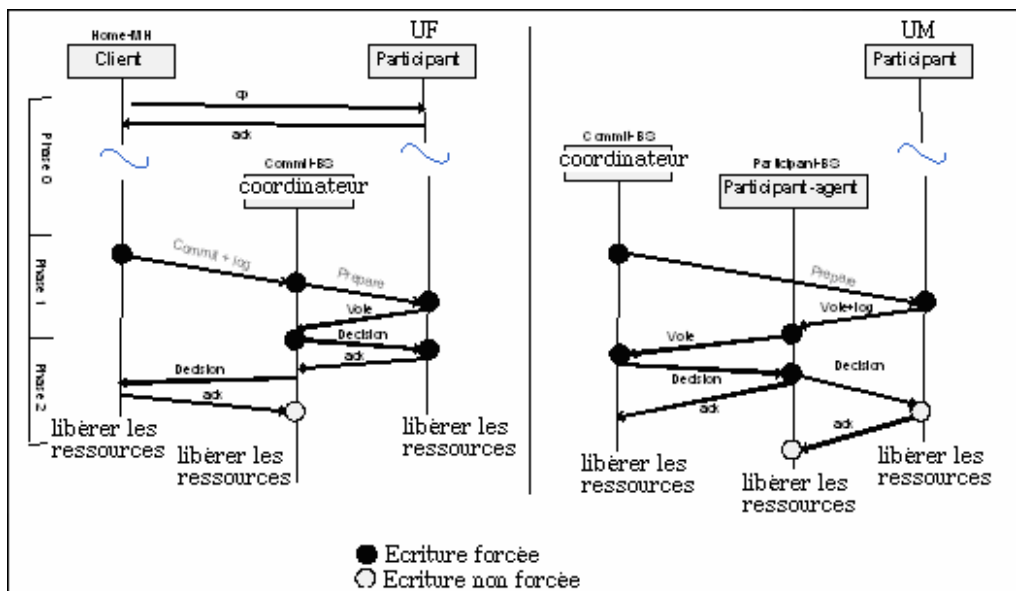 Home-MH
Client
UF
Participant
op
ack
Phase 0
Commit-BS
coordinateur
Phase 1
Commit + log
Prepare
Vote
Decision
ack
Phase 2
Decision
ack
libérer les
ressources
libérer les
ressources
libérer les
ressources
UM
Participant
Commit-BS
coordinateur
Participant-BS
Participant-agent
Prepare
Vote+log
Vote
Decision
Decision
ack
ack
libérer les
ressources
libérer les
ressources
libérer les
ressources
Ecriture forcée
Ecriture non forcée